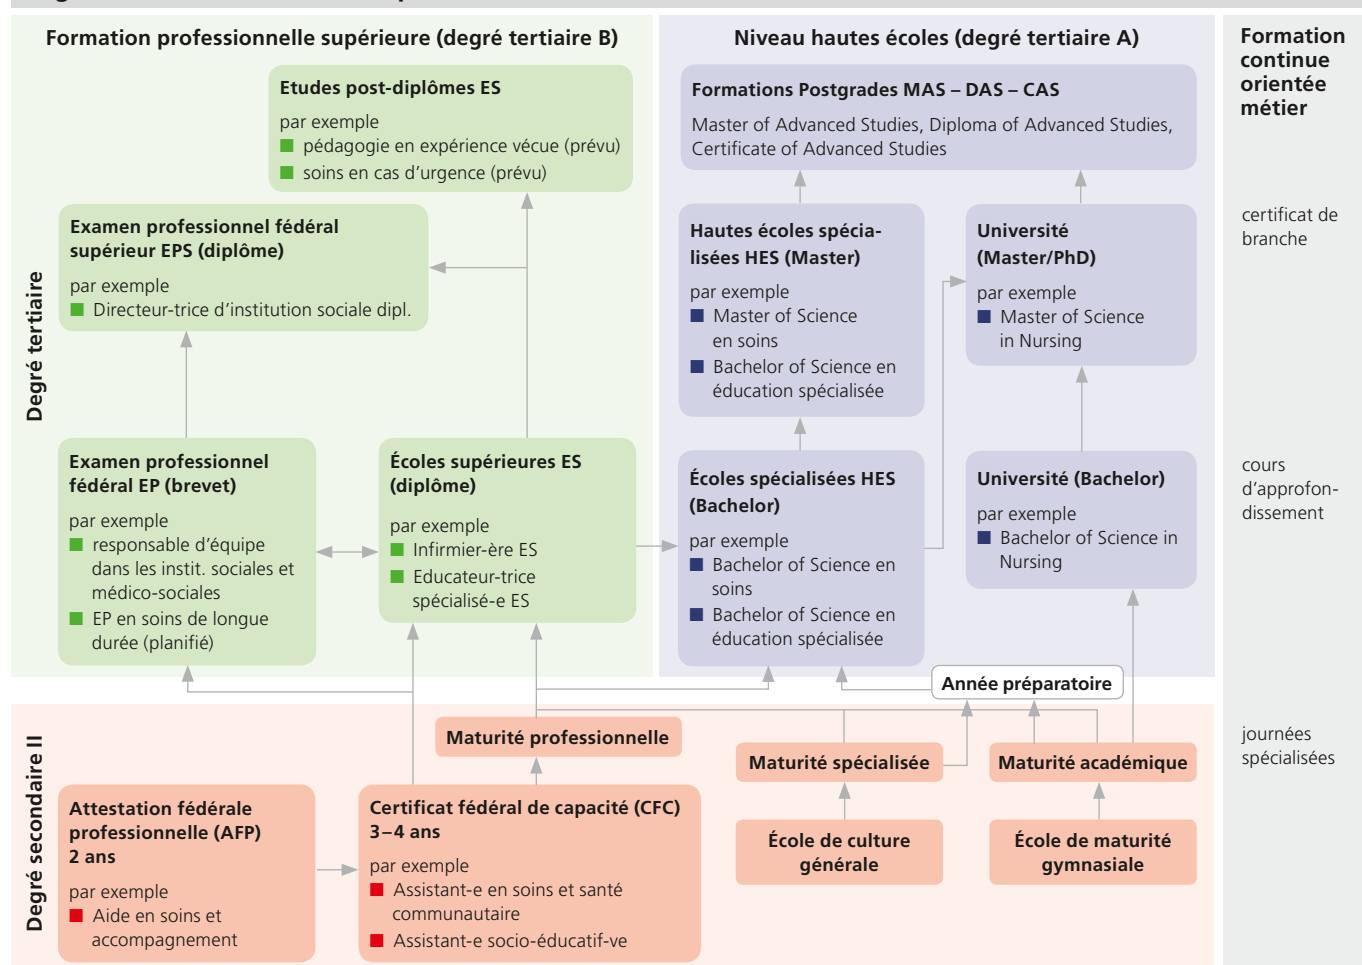 Formation professionnelle supérieure (degré tertiaire B)
Niveau hautes écoles (degré tertiaire A)
Formation
continue
orientée
métier
Degré tertiaire
Etudes post-diplômes ES
par exemple
pédagogie en expérience vécue (prévu)
soins en cas d'urgence (prévu)
Formations Postgrades MAS – DAS – CAS
Master of Advanced Studies, Diploma of Advanced Studies,
Certificate of Advanced Studies
Examen professionnel fédéral
supérieur EPS (diplôme)
par exemple
Directeur-trice d'institution sociale dipl.
Hautes écoles spécia-
lisées HES (Master)
par exemple
Master of Science
en soins
Bachelor of Science en
éducation spécialisée
Université
(Master/PhD)
par exemple
Master of Science
in Nursing
certificat de
branche
Examen professionnel
fédéral EP (brevet)
par exemple
responsable d'équipe
dans les instit. sociales et
médico-sociales
EP en soins de longue
durée (planifié)
Écoles supérieures ES
(diplôme)
par exemple
Infirmier-ère ES
Educateur-trice
spécialisé-e ES
Écoles spécialisées HES
(Bachelor)
par exemple
Bachelor of Science en
soins
Bachelor of Science en
éducation spécialisée
Université (Bachelor)
par exemple
Bachelor of Science in
Nursing
cours
d'approfon-
dissement
Année préparatoire
Degré secondaire II
Maturité professionnelle
Maturité spécialisée
Maturité académique
journées
spécialisées
Attestation fédérale
professionnelle (AFP)
2 ans
par exemple
Aide en soins et
accompagnement
Certificat fédéral de capacité (CFC)
3–4 ans
par exemple
Assistant-e en soins et santé
communautaire
Assistant-e socio-éducatif-ve
École de culture
générale
École de maturité
gymnasiale